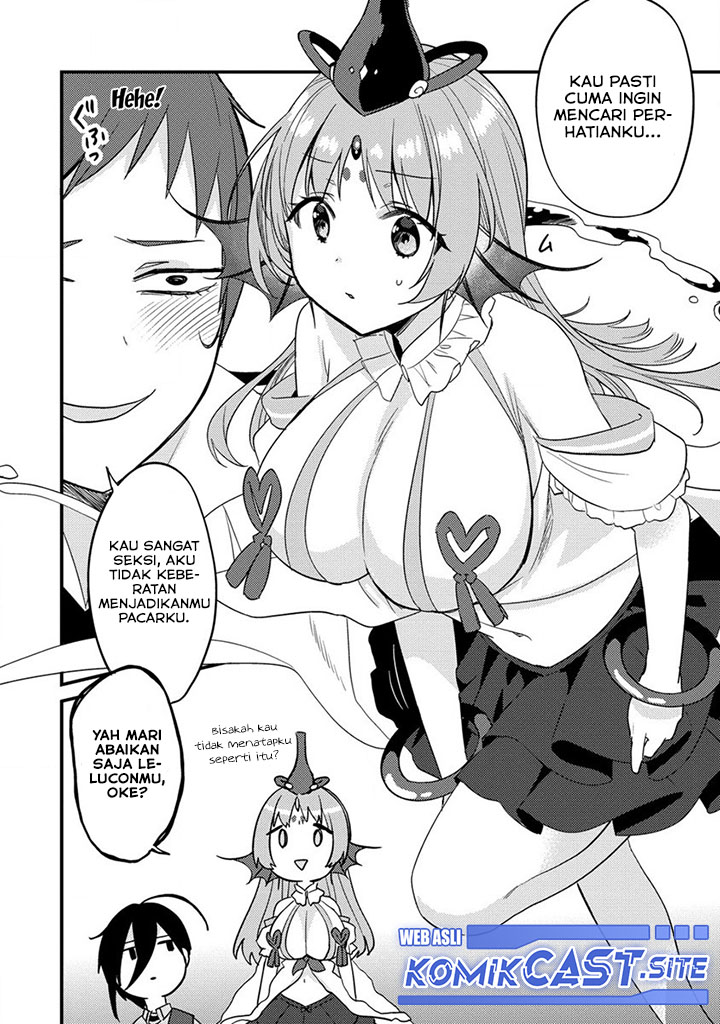 KAU PASTI
CUMA INGIN
MENCARI PER-
HATIANKU...
Hehe!
ぐふっ
KAU SANGAT
SEKSI, AKU
TIDAK KEBE-
RATAN
MENJADIKANMU
PACARKU.
Bisakah kau
tidak menatapku
seperti itu?
YAH MARI
ABAIKAN
SAJA LE-
LUCONMU,
OKE?
WEB ASLI
KOMIKCAST.SITE